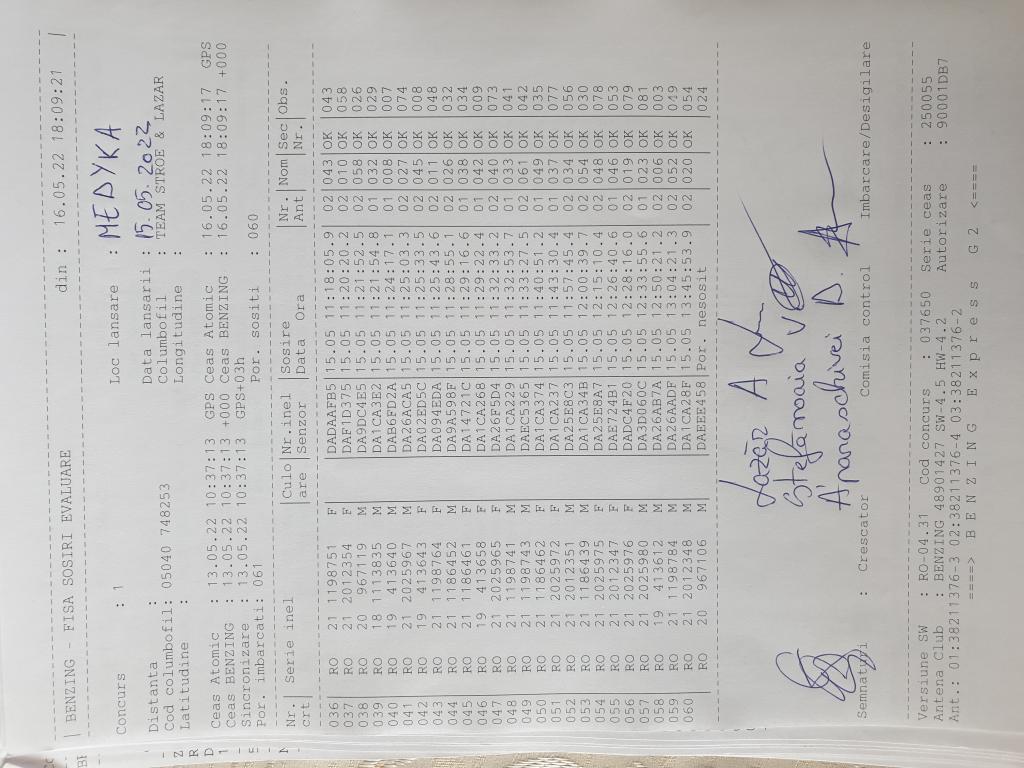 | BENZING - FISA SOSIRI EVALUARE din : 16.05.22 18:09:21 |
Concurs : 1 Loc lansare : MEDYKA
Distanta : Data lansarii : 15.05.2022
Cod columbofil: 05040 748253 Columbofil : TEAM STROE & LAZAR
Latitudine : Longitudine :
Ceas Atomic : 13.05.22 10:37:13 GPS Ceas Atomic : 16.05.22 18:09:17 GPS
Ceas BENZING : 13.05.22 10:37:13 +000 Ceas BENZING : 16.05.22 18:09:17 +000
Sincronizare : 13.05.22 10:37:13 GPS+03h
Por. imbarcati: 061 Por. sositi : 060
Nr. | Serie inel |Culo|Nr.inel |Sosire |Nr.|Nom|Sec|Obs.
crt| |are |Senzor |Data Ora |Ant| |Nr.|
036 RO 21 1198751 F DADAAFB5 15.05 11:18:05.9 02 043 OK 043
037 RO 21 2012354 F DAF1D375 15.05 11:20:20.2 02 010 OK 058
038 RO 20 967119 M DA9DC4E5 15.05 11:21:52.5 02 058 OK 026
039 RO 18 1113835 M DA1CA3E2 15.05 11:21:54.8 01 032 OK 029
040 RO 19 413640 M DAB6FD2A 15.05 11:24:17.1 01 008 OK 007
041 RO 21 2025967 M DA26ACA5 15.05 11:25:03.3 02 027 OK 074
042 RO 19 413643 F DA02ED5C 15.05 11:25:33.5 02 045 OK 008
043 RO 21 1198764 F DA094EDA 15.05 11:25:43.6 02 011 OK 048
044 RO 21 1186452 M DA9A598F 15.05 11:28:55.1 02 026 OK 032
045 RO 21 1186461 F DA14721C 15.05 11:29:16.6 01 038 OK 034
046 RO 19 413658 F DA1CA268 15.05 11:29:22.4 01 042 OK 009
047 RO 21 2025965 F DA26F5D4 15.05 11:32:33.2 02 040 OK 073
048 RO 21 1198741 M DA1CA229 15.05 11:32:53.7 01 033 OK 041
049 RO 21 1198743 M DAEC5365 15.05 11:33:27.5 02 061 OK 042
050 RO 21 1186462 F DA1CA374 15.05 11:40:51.2 01 049 OK 035
051 RO 21 2025972 F DA1CA237 15.05 11:43:30.4 01 037 OK 077
052 RO 21 2012351 M DA25E8C3 15.05 11:57:45.4 02 034 OK 056
053 RO 21 1186439 M DA1CA34B 15.05 12:00:39.7 01 054 OK 030
054 RO 21 2025975 F DA25E8A7 15.05 12:15:10.4 02 048 OK 078
055 RO 21 2012347 F DAE724B1 15.05 12:26:40.6 01 046 OK 053
056 RO 21 2025976 F DADC4F20 15.05 12:28:16.0 02 019 OK 079
057 RO 21 2025980 M DA3D060C 15.05 12:33:55.6 01 023 OK 081
058 RO 19 413612 M DA26AB7A 15.05 12:50:21.2 02 006 OK 003
059 RO 21 1198784 M DA26AADF 15.05 13:04:21.3 02 052 OK 049
060 RO 21 2012348 M DA1CA28F 15.05 13:45:53.9 02 020 OK 054
RO 20 967106 M DAEEE458 Por. nesosit 024
Lazăr A
Stefanoaia
Aparaschivei D.
Semnaturi : Crescator Comisia control Imbarcare/Desigilare
Versiune SW : RO-04.31 Cod concurs : 037650 Serie ceas : 250055
Antena Club : BENZING 48901427 SW-4.5 HW-4.2 Autorizare : 90001DB7
Ant.: 01:38211376-3 02:38211376-4 03:38211376-2
====> B E N Z I N G E x p r e s s G 2 <====